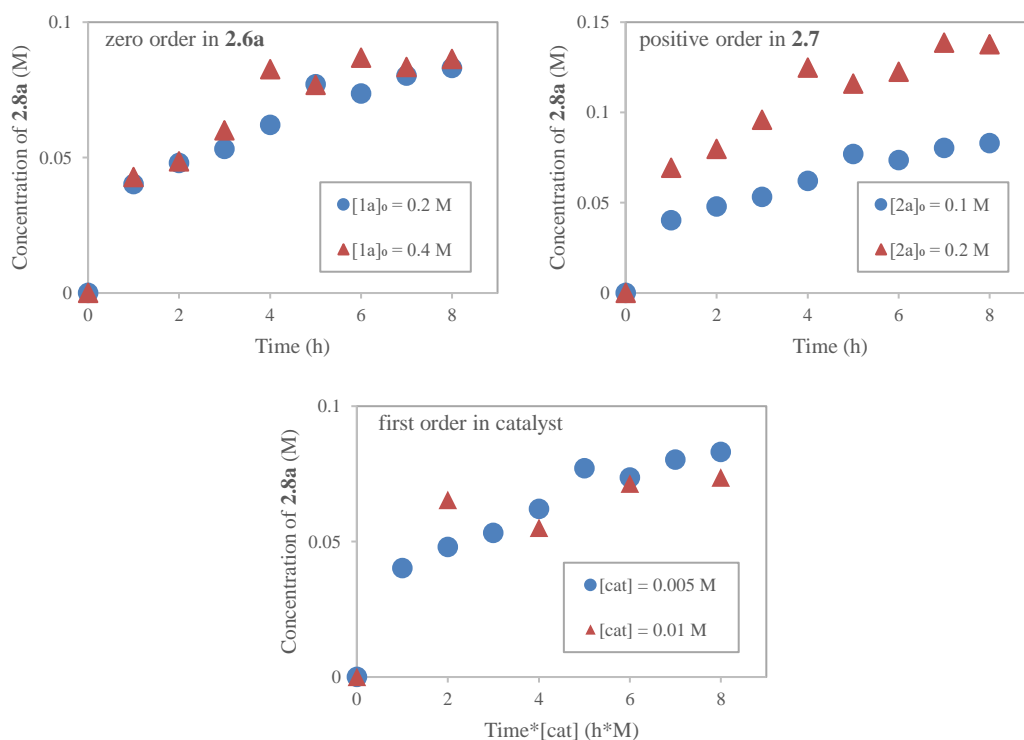 zero order in 2.6a
Concentration of 2.8a (M)
0.1
0.05
0
0 2 4 6 8
Time (h)
[1a]₀ = 0.2 M
[1a]₀ = 0.4 M
positive order in 2.7
Concentration of 2.8a (M)
0.15
0.1
0.05
0
0 2 4 6 8
Time (h)
[2a]₀ = 0.1 M
[2a]₀ = 0.2 M
first order in catalyst
Concentration of 2.8a (M)
0.1
0.05
0
0 2 4 6 8
Time*[cat] (h*M)
[cat] = 0.005 M
[cat] = 0.01 M